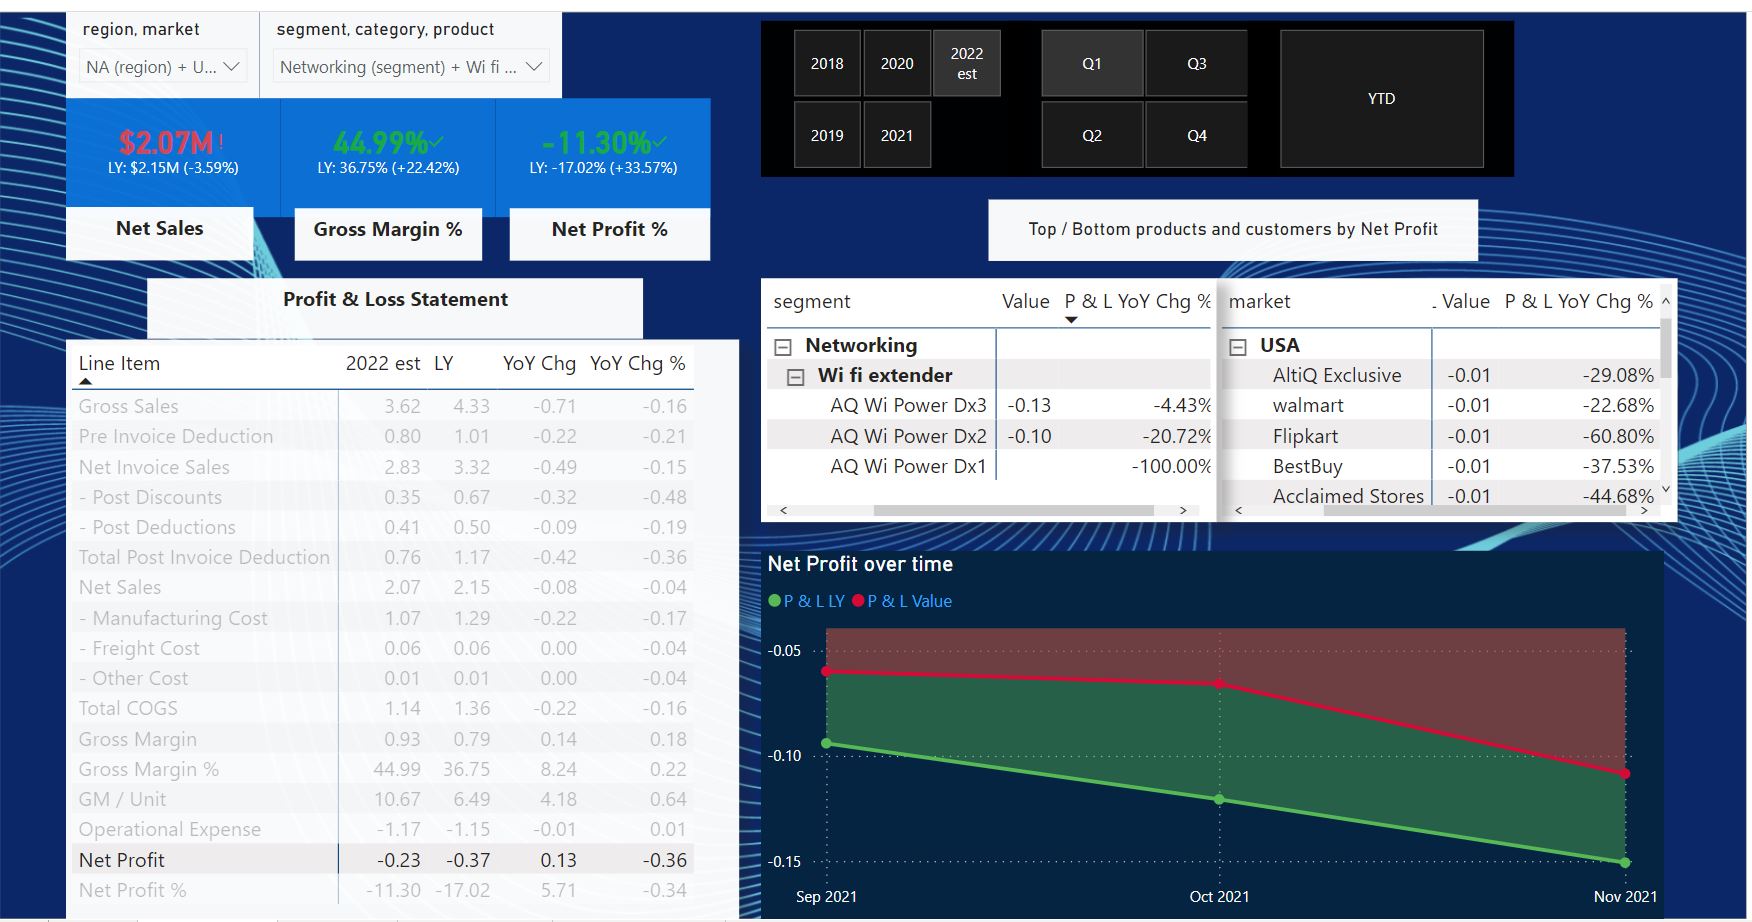 region, market
segment, category, product
NA (region) + U...
Networking (segment) + Wi fi ...
2018
2020
2022 est
2019
2021
Q1
Q3
Q2
Q4
YTD
$2.07M!
LY: $2.15M (-3.59%)
Net Sales
44.99%✓
LY: 36.75% (+22.42%)
Gross Margin %
-11.30%✓
LY: -17.02% (+33.57%)
Net Profit %
Top / Bottom products and customers by Net Profit
Profit & Loss Statement
Line Item 2022 est LY YoY Chg YoY Chg %
Gross Sales 3.62 4.33 -0.71 -0.16
Pre Invoice Deduction 0.80 1.01 -0.22 -0.21
Net Invoice Sales 2.83 3.32 -0.49 -0.15
- Post Discounts 0.35 0.67 -0.32 -0.48
- Post Deductions 0.41 0.50 -0.09 -0.19
Total Post Invoice Deduction 0.76 1.17 -0.42 -0.36
Net Sales 2.07 2.15 -0.08 -0.04
- Manufacturing Cost 1.07 1.29 -0.22 -0.17
- Freight Cost 0.06 0.06 0.00 -0.04
- Other Cost 0.01 0.01 0.00 -0.04
Total COGS 1.14 1.36 -0.22 -0.16
Gross Margin 0.93 0.79 0.14 0.18
Gross Margin % 44.99 36.75 8.24 0.22
GM / Unit 10.67 6.49 4.18 0.64
Operational Expense -1.17 -1.15 -0.01 0.01
Net Profit -0.23 -0.37 0.13 -0.36
Net Profit % -11.30 -17.02 5.71 -0.34
segment Value P & L YoY Chg %
Networking
Wi fi extender
AQ Wi Power Dx3 -0.13 -4.43%
AQ Wi Power Dx2 -0.10 -20.72%
AQ Wi Power Dx1 -100.00%
market Value P & L YoY Chg %
USA
AltiQ Exclusive -0.01 -29.08%
walmart -0.01 -22.68%
Flipkart -0.01 -60.80%
BestBuy -0.01 -37.53%
Acclaimed Stores -0.01 -44.68%
Net Profit over time
P & L LY P & L Value
-0.05
-0.10
-0.15
Sep 2021
Oct 2021
Nov 2021